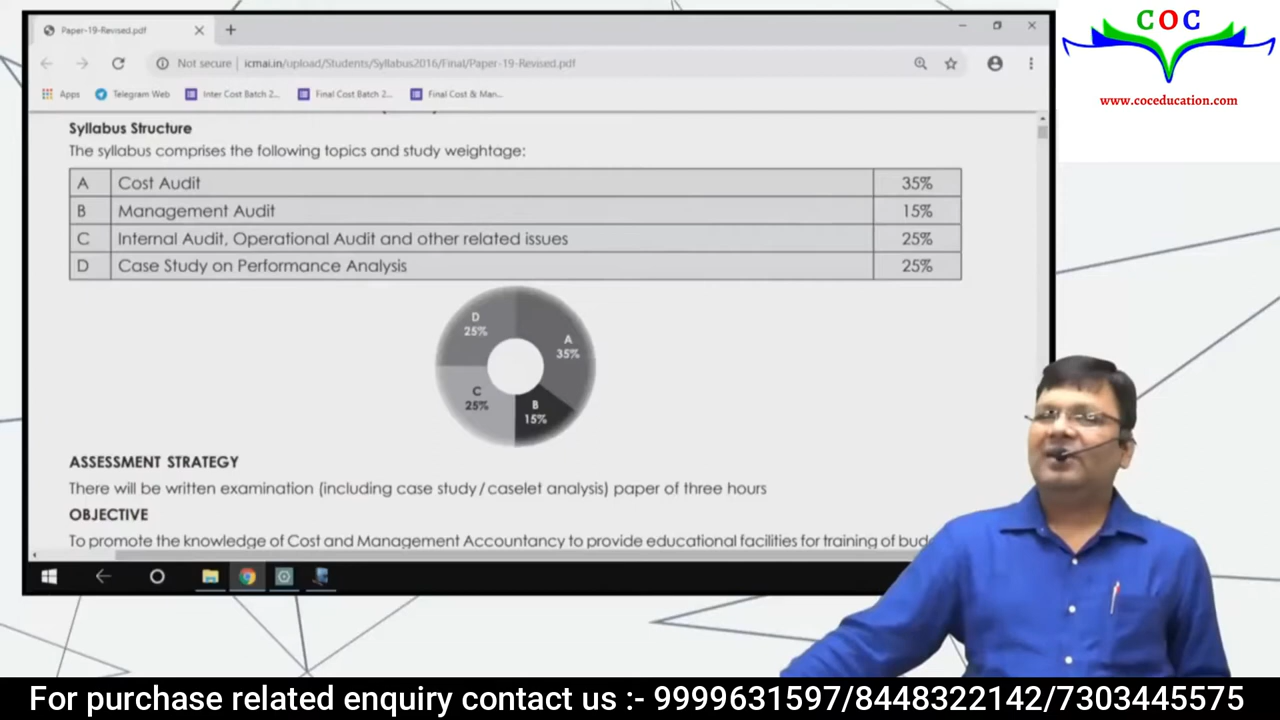 Paper-19-Revised.pdf
Not secure | icmai.in/upload/Students/Syllabus2016/Final/Paper-19-Revised.pdf
Apps Telegram Web Inter Cost Batch 2... Final Cost Batch 2... Final Cost & Man...
COC
www.coceducation.com
Syllabus Structure
The syllabus comprises the following topics and study weightage:
A Cost Audit 35%
B Management Audit 15%
C Internal Audit, Operational Audit and other related issues 25%
D Case Study on Performance Analysis 25%
D
25%
A
35%
C
25%
B
15%
ASSESSMENT STRATEGY
There will be written examination (including case study/caselet analysis) paper of three hours
OBJECTIVE
To promote the knowledge of Cost and Management Accountancy to provide educational facilities for training of
For purchase related enquiry contact us :- 9999631597/8448322142/7303445575